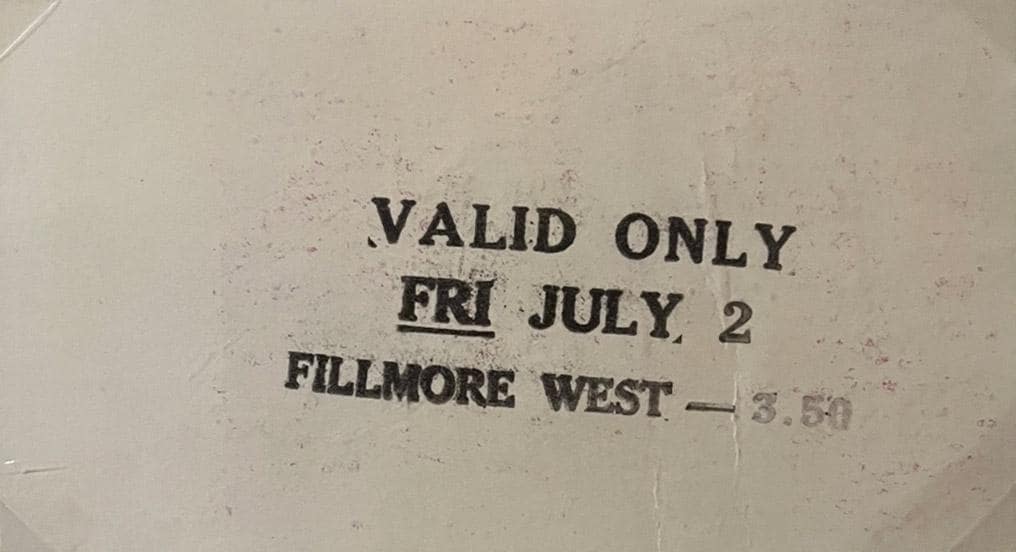 VALID ONLY
FRI JULY 2
FILLMORE WEST — 3.50